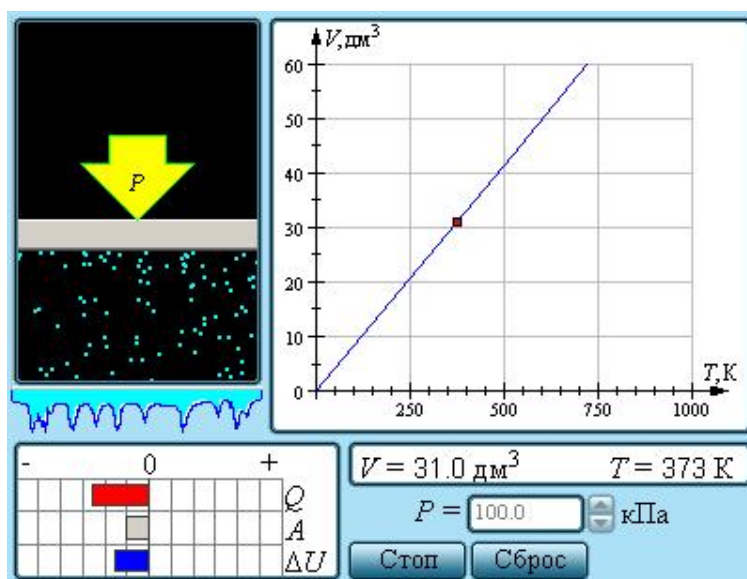 P
V, дм³
60
50
40
30
20
10
0
250 500 750 1000
T, К
- 0 +
Q
A
ΔU
V = 31.0 дм³ T = 373 К
P = 100.0 кПа
Стоп Сброс